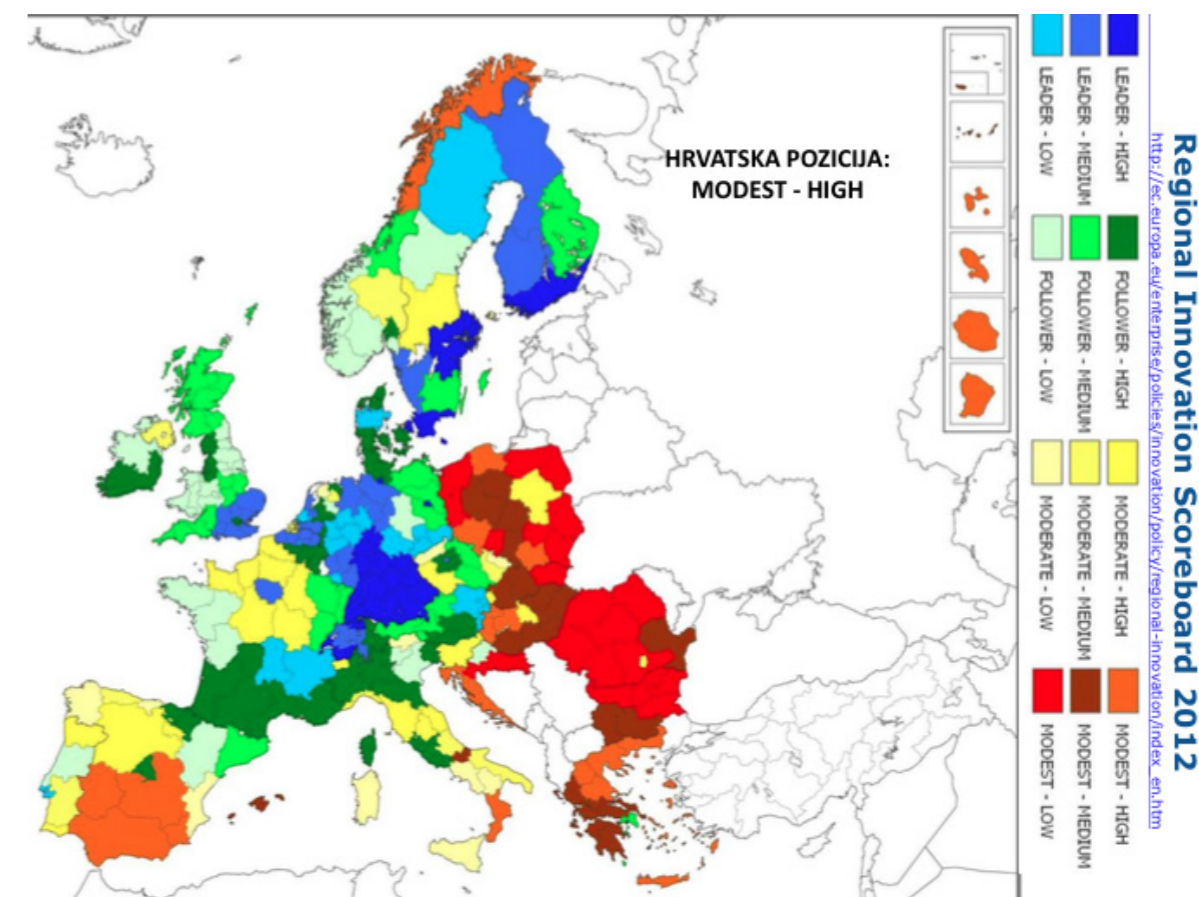 Regional Innovation Scoreboard 2012
http://ec.europa.eu/enterprise/policies/innovation/policy/regional-innovation/index_en.htm
LEADER - HIGH
FOLLOWER - HIGH
MODERATE - HIGH
MODEST - HIGH
LEADER - MEDIUM
FOLLOWER - MEDIUM
MODERATE - MEDIUM
MODEST - MEDIUM
LEADER - LOW
FOLLOWER - LOW
MODERATE - LOW
MODEST - LOW
HRVATSKA POZICIJA:
MODEST - HIGH